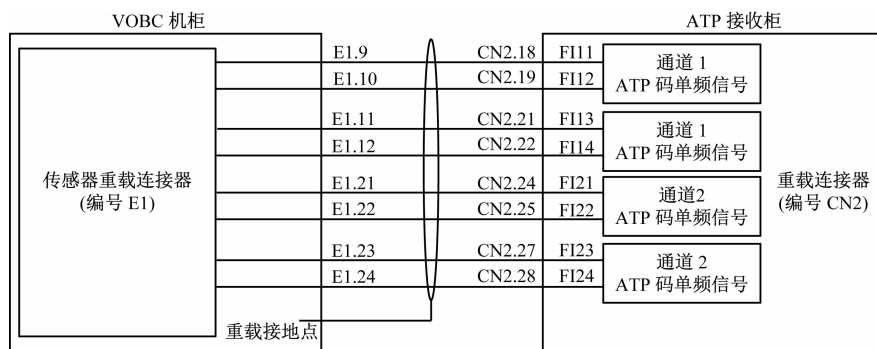 VOBC 机柜
ATP 接收柜
E1.9
CN2.18
FI11
通道 1
E1.10
CN2.19
FI12
ATP 码单频信号
E1.11
CN2.21
FI13
通道 1
E1.12
CN2.22
FI14
ATP 码单频信号
传感器重载连接器
(编号 E1)
E1.21
CN2.24
FI21
通道2
E1.22
CN2.25
FI22
ATP 码单频信号
重载连接器
(编号 CN2)
E1.23
CN2.27
FI23
通道 2
E1.24
CN2.28
FI24
ATP 码单频信号
重载接地点